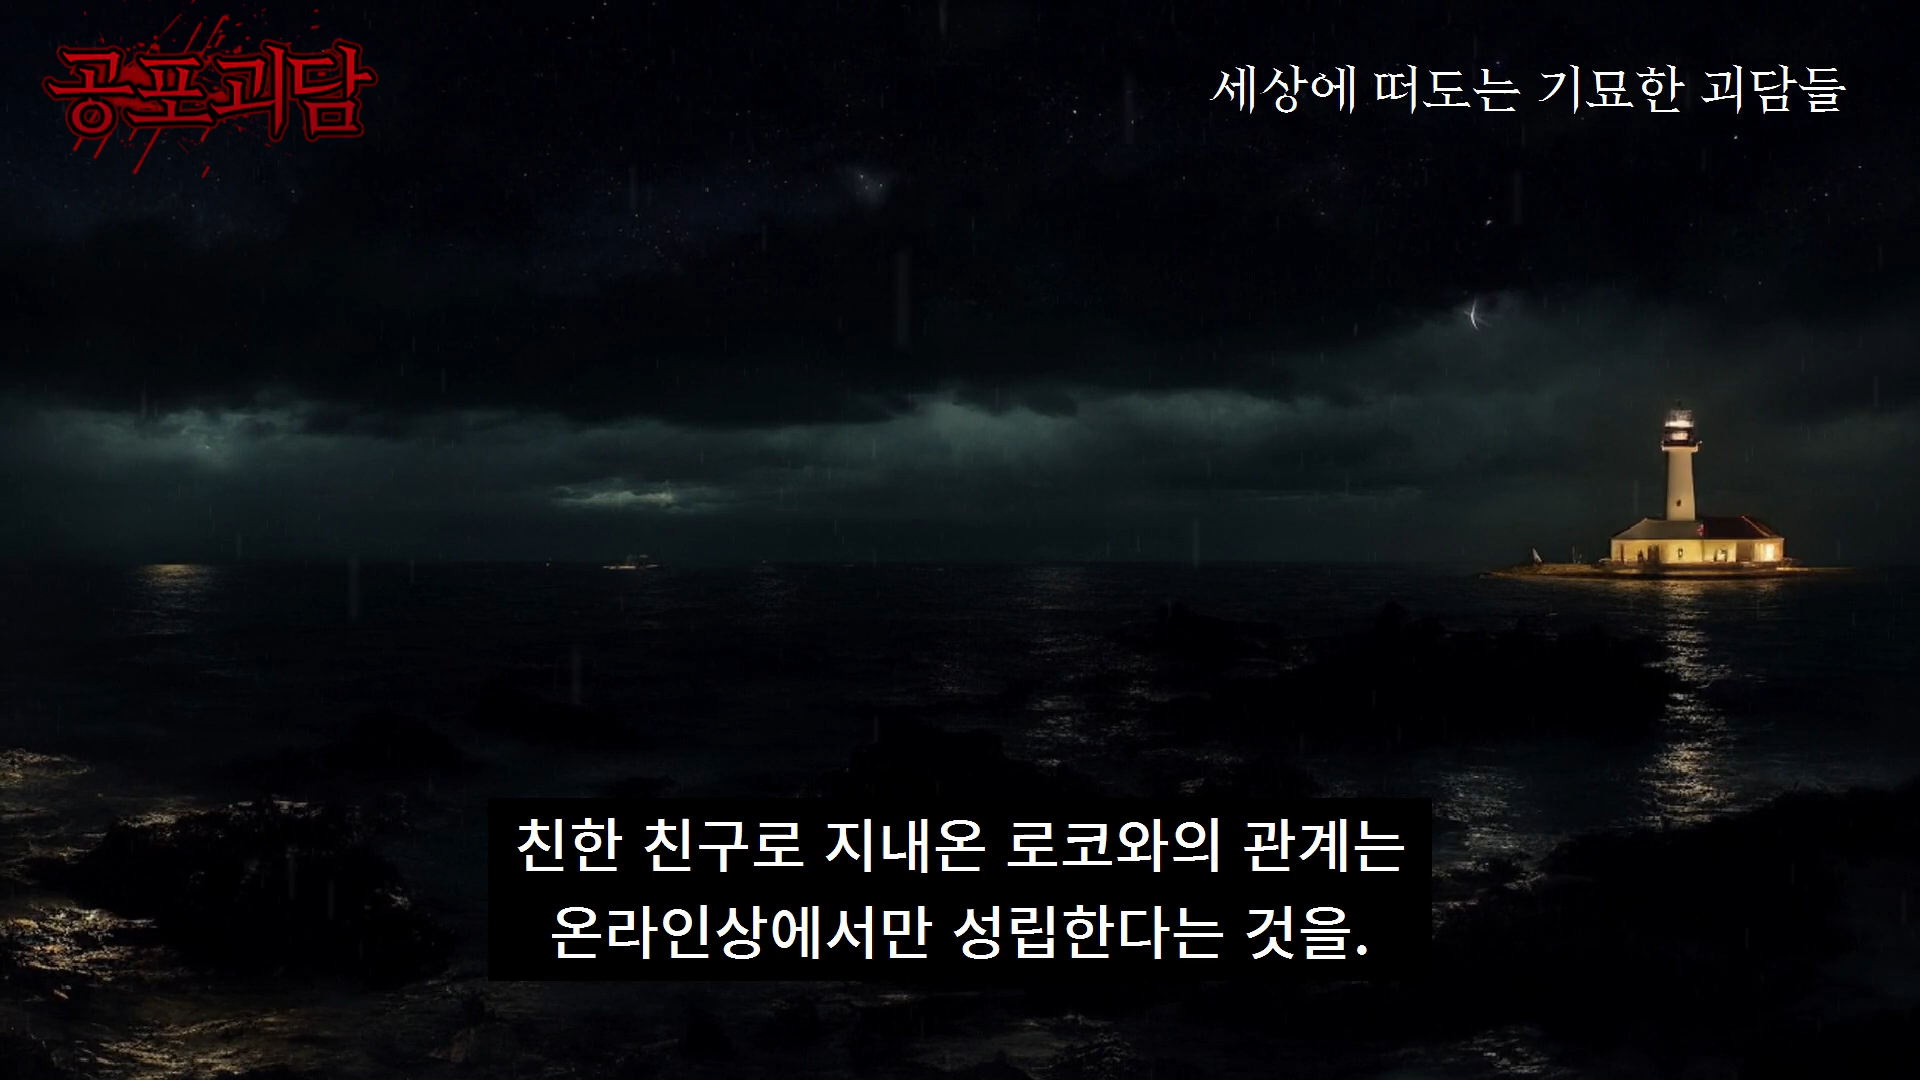 공포괴담
세상에 떠도는 기묘한 괴담들
친한 친구로 지내온 로코와의 관계는
온라인상에서만 성립한다는 것을.